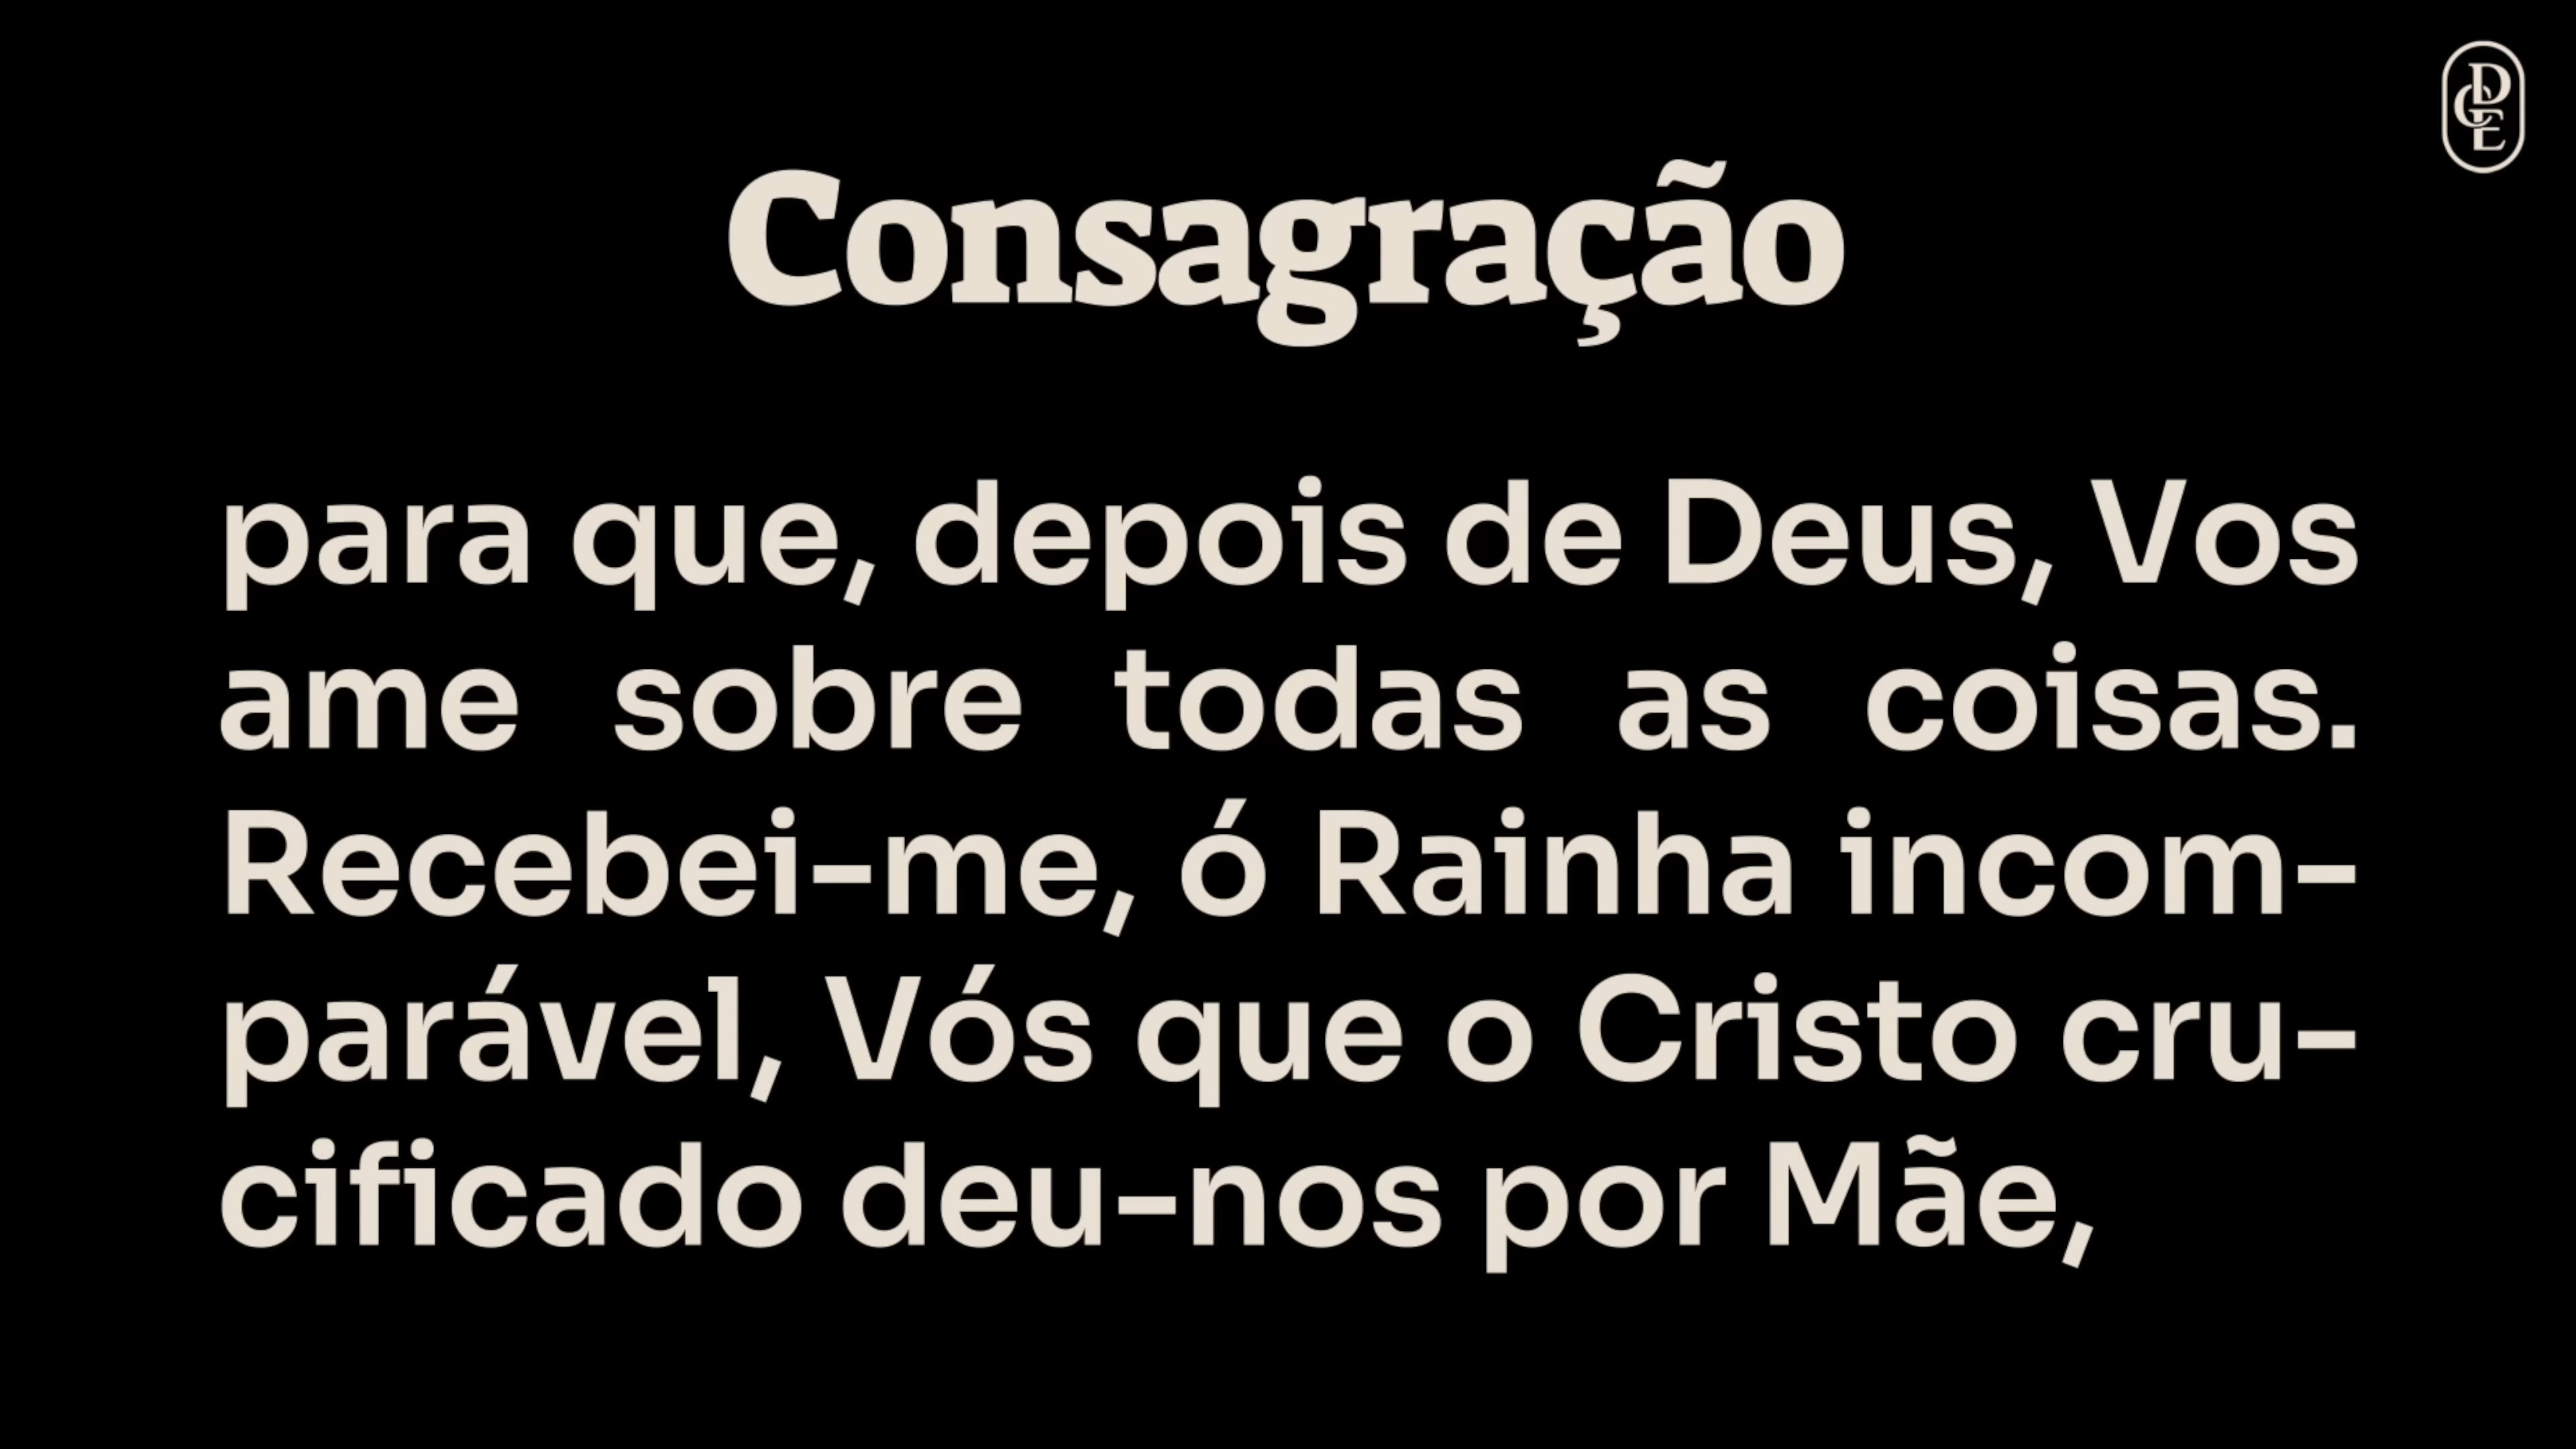 DCE
Consagração
para que, depois de Deus, Vos
ame sobre todas as coisas.
Recebei-me, ó Rainha incom-
parável, Vós que o Cristo cru-
cificado deu-nos por Mãe,